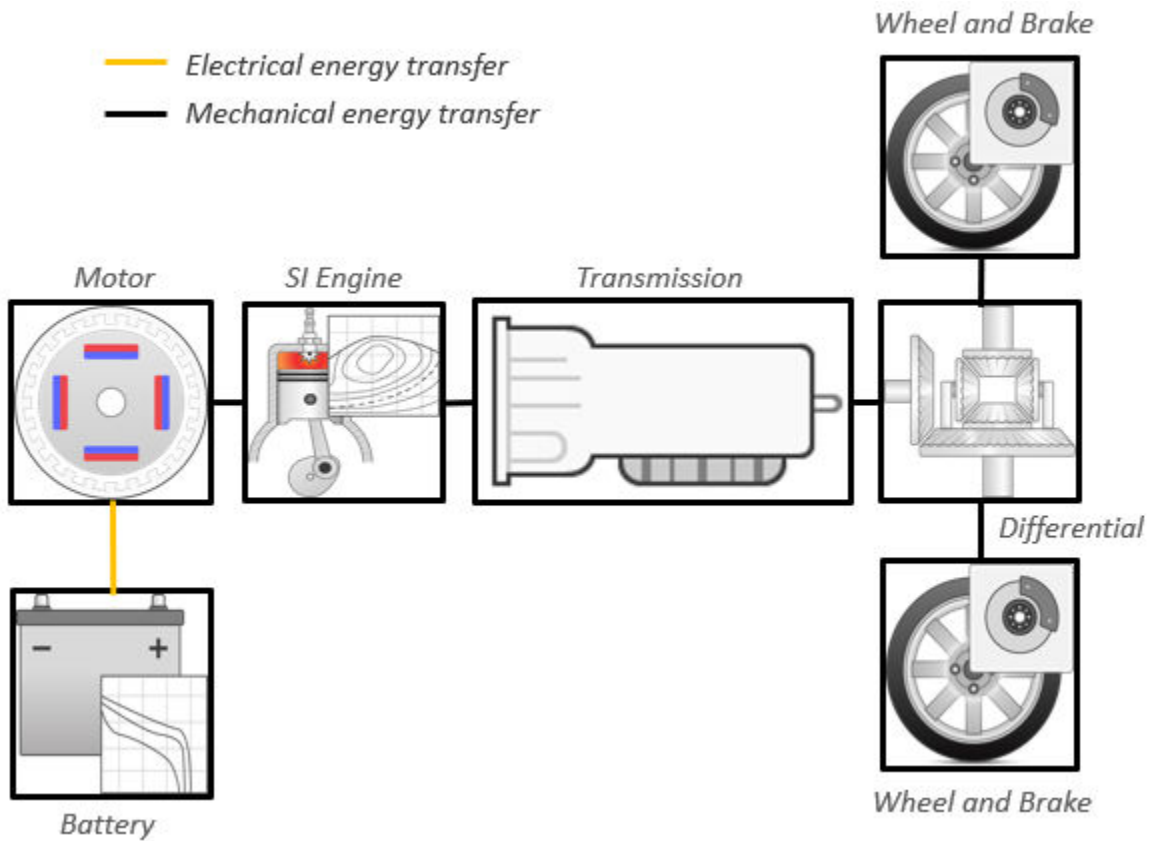 Wheel and Brake
Electrical energy transfer
Mechanical energy transfer
Motor
SI Engine
Transmission
Differential
− +
Battery
Wheel and Brake